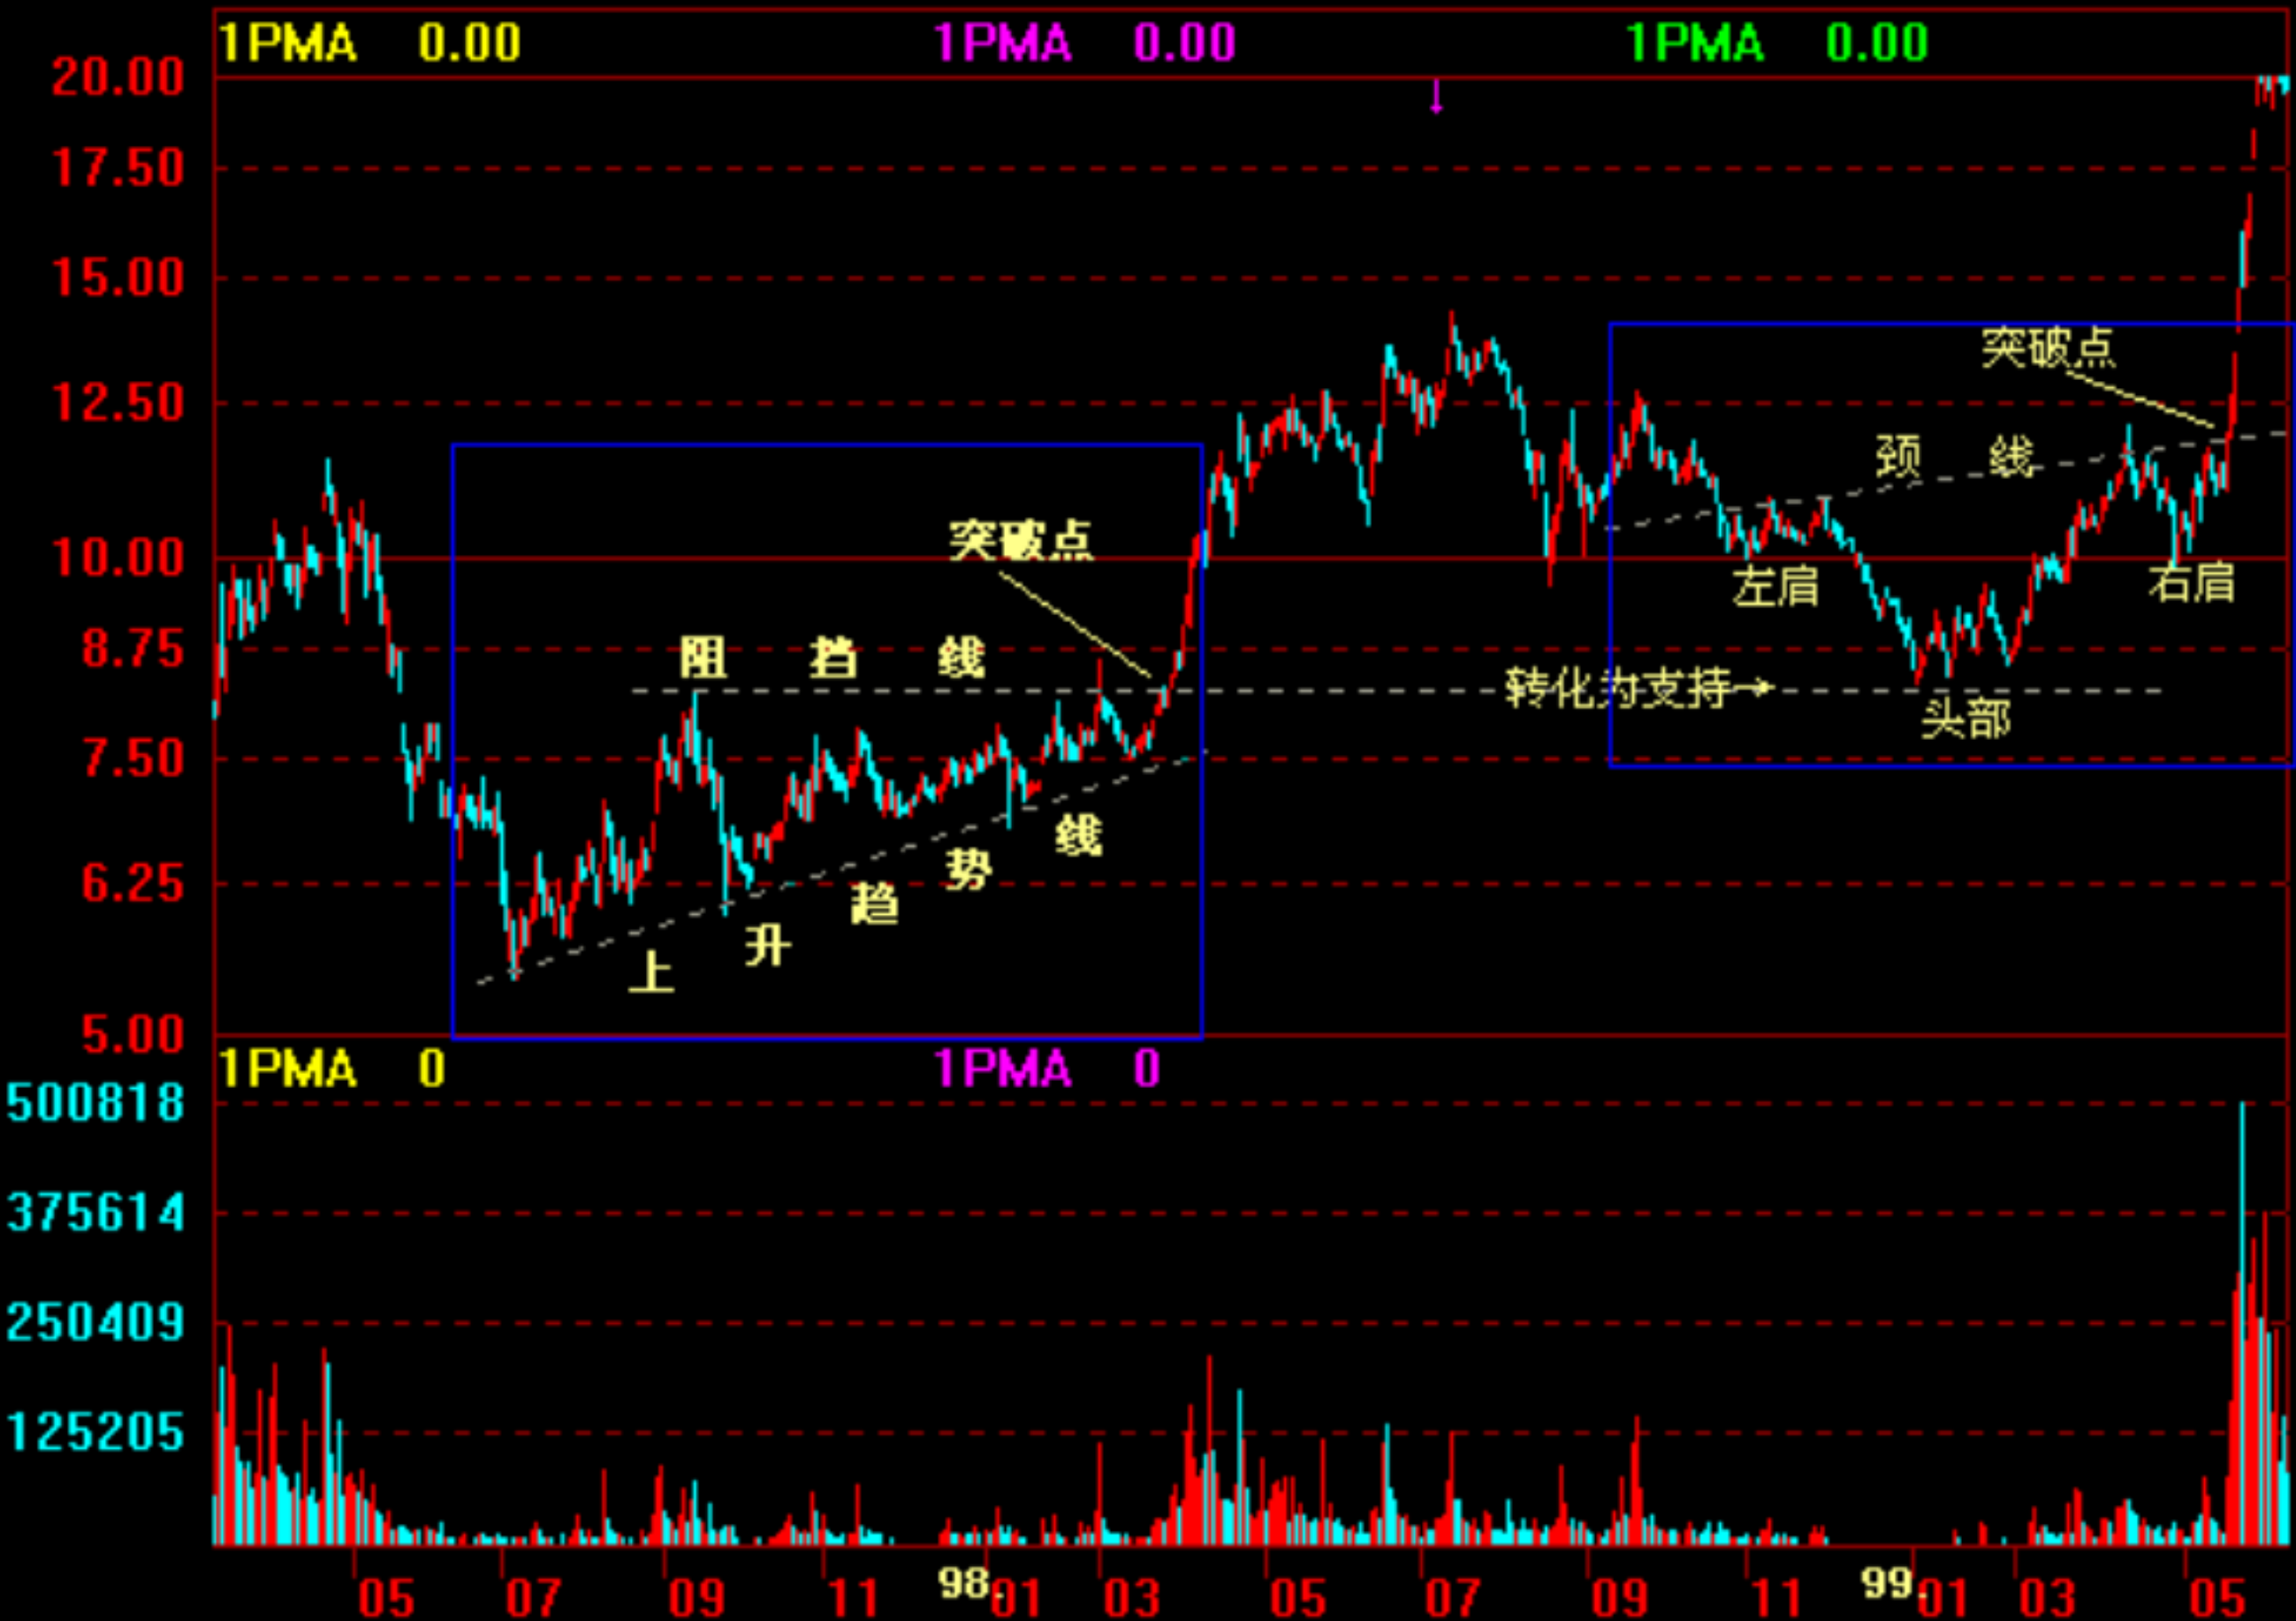 1PMA 0.00 1PMA 0.00 1PMA 0.00
20.00
17.50
15.00
突破点
12.50
颈 线
突破点
10.00
左肩 右肩
阻 挡 线
8.75
转化为支持→
头部
7.50
线
势
6.25
趋
升
上
5.00
1PMA 0 1PMA 0
500818
375614
250409
125205
05 07 09 11 98. 01 03 05 07 09 11 99. 01 03 05